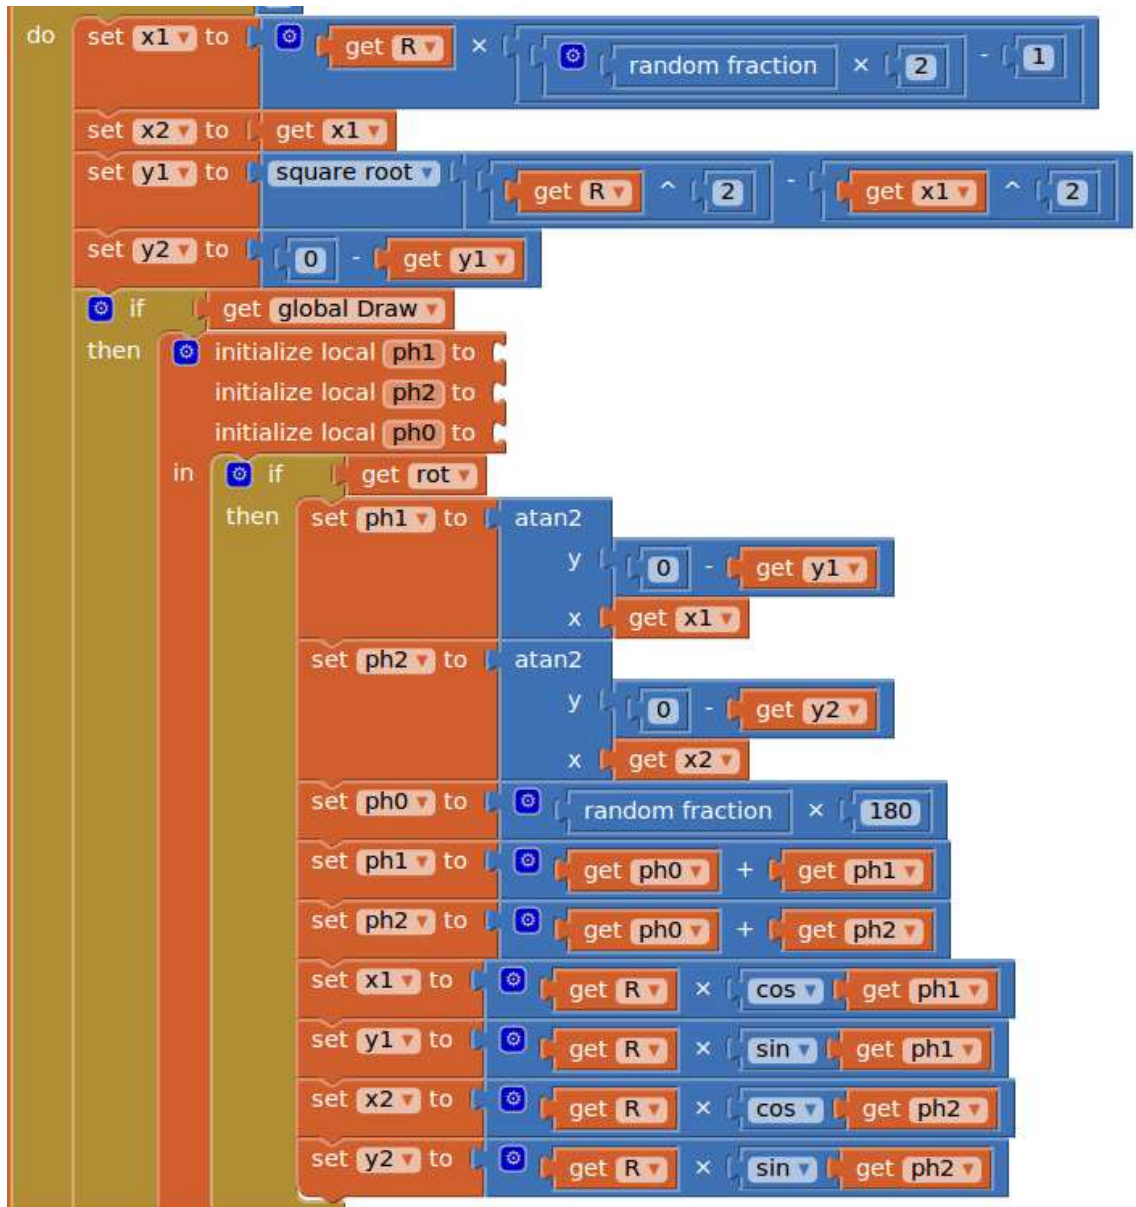 do set x1 to get R × random fraction × 2 - 1
set x2 to get x1
set y1 to square root get R ^ 2 - get x1 ^ 2
set y2 to 0 - get y1
if get global Draw
then initialize local ph1 to
initialize local ph2 to
initialize local ph0 to
in if get rot
then set ph1 to atan2
y 0 - get y1
x get x1
set ph2 to atan2
y 0 - get y2
x get x2
set ph0 to random fraction × 180
set ph1 to get ph0 + get ph1
set ph2 to get ph0 + get ph2
set x1 to get R × cos get ph1
set y1 to get R × sin get ph1
set x2 to get R × cos get ph2
set y2 to get R × sin get ph2